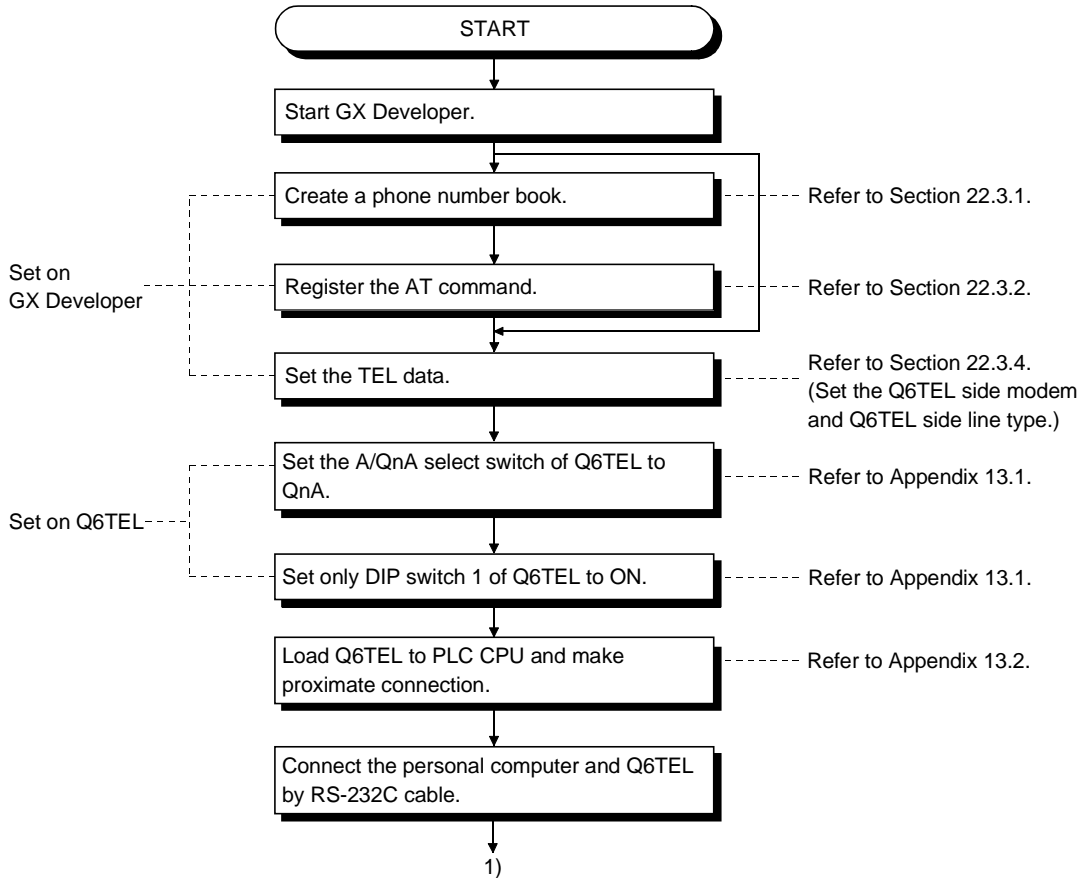 START
Start GX Developer.
Create a phone number book.
Refer to Section 22.3.1.
Set on
GX Developer
Register the AT command.
Refer to Section 22.3.2.
Set the TEL data.
Refer to Section 22.3.4.
(Set the Q6TEL side modem
and Q6TEL side line type.)
Set the A/QnA select switch of Q6TEL to
QnA.
Refer to Appendix 13.1.
Set on Q6TEL
Set only DIP switch 1 of Q6TEL to ON.
Refer to Appendix 13.1.
Load Q6TEL to PLC CPU and make
proximate connection.
Refer to Appendix 13.2.
Connect the personal computer and Q6TEL
by RS-232C cable.
1)